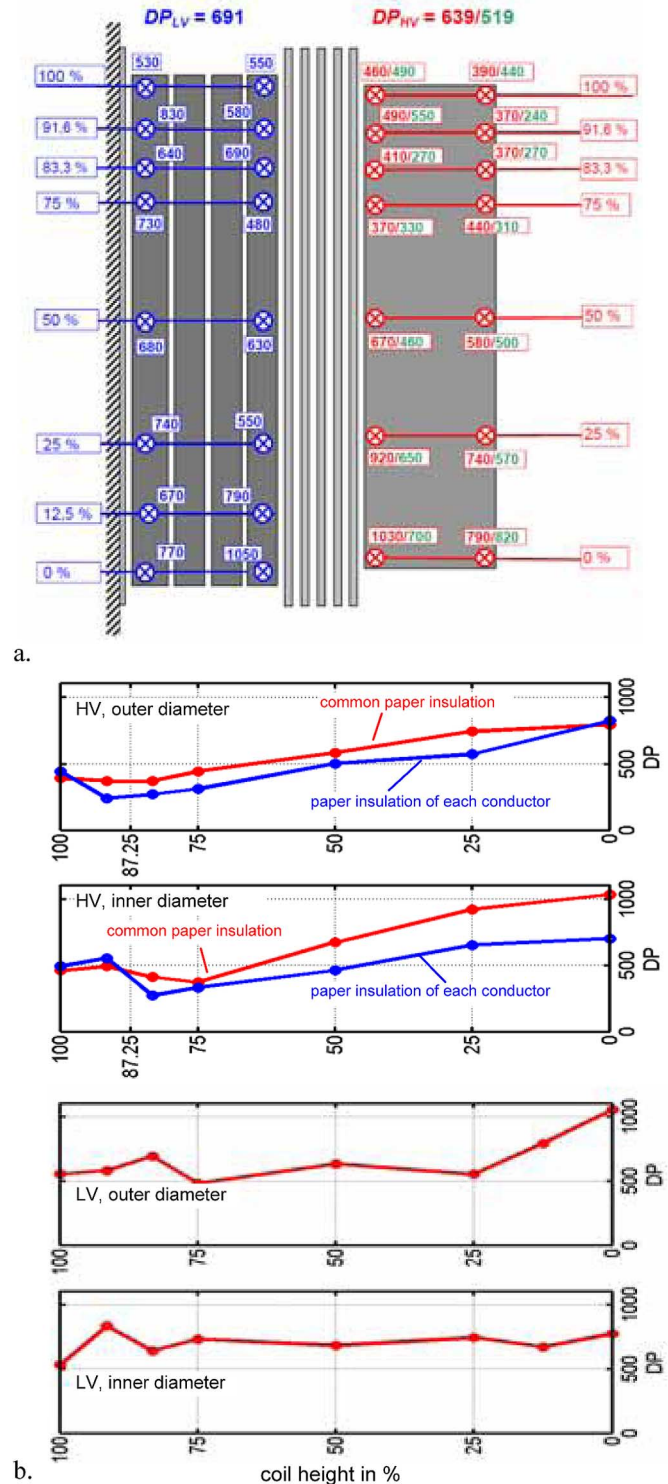 DP_LV = 691 DP_HV = 639/519
530 550 460/490 390/440
100 % 100 %
830 580 490/550 370/240
91,6 % 91,6 %
640 690 410/270 370/270
83,3 % 83,3 %
75 % 75 %
730 480 370/330 440/310
50 % 50 %
680 630 670/460 580/500
740 550
25 % 25 %
920/650 740/570
670 790
12,5 %
770 1050 1030/700 790/820
0 % 0 %
a.
HV, outer diameter
common paper insulation
paper insulation of each conductor
1000
500
0
DP
100 87.25 75 50 25 0
HV, inner diameter
common paper insulation
paper insulation of each conductor
1000
500
0
DP
100 87.25 75 50 25 0
LV, outer diameter
1000
500
0
DP
100 75 50 25 0
LV, inner diameter
1000
500
0
DP
100 75 50 25 0
b. coil height in %